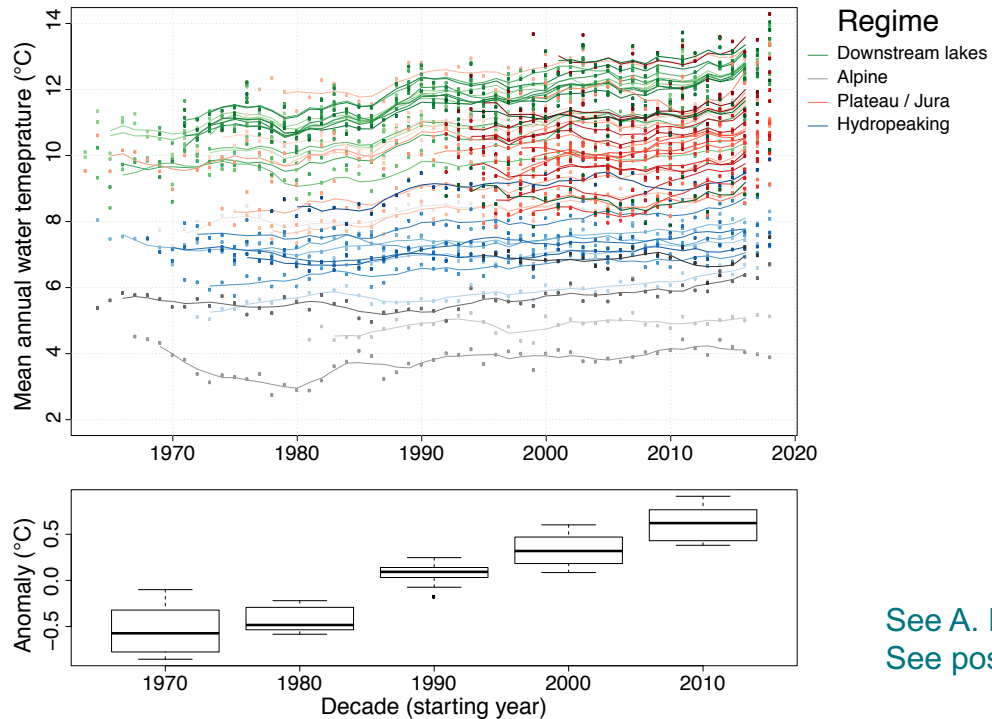 Mean annual water temeprature (°C)
14
12
10
8
6
4
2
1970 1980 1990 2000 2010 2020
Regime
Downstream lakes
Alpine
Plateau / Jura
Hydropeaking
Anomaly (°C)
0.5
0.0
−0.5
1970 1980 1990 2000 2010
Decade (starting year)
See A.
See pos